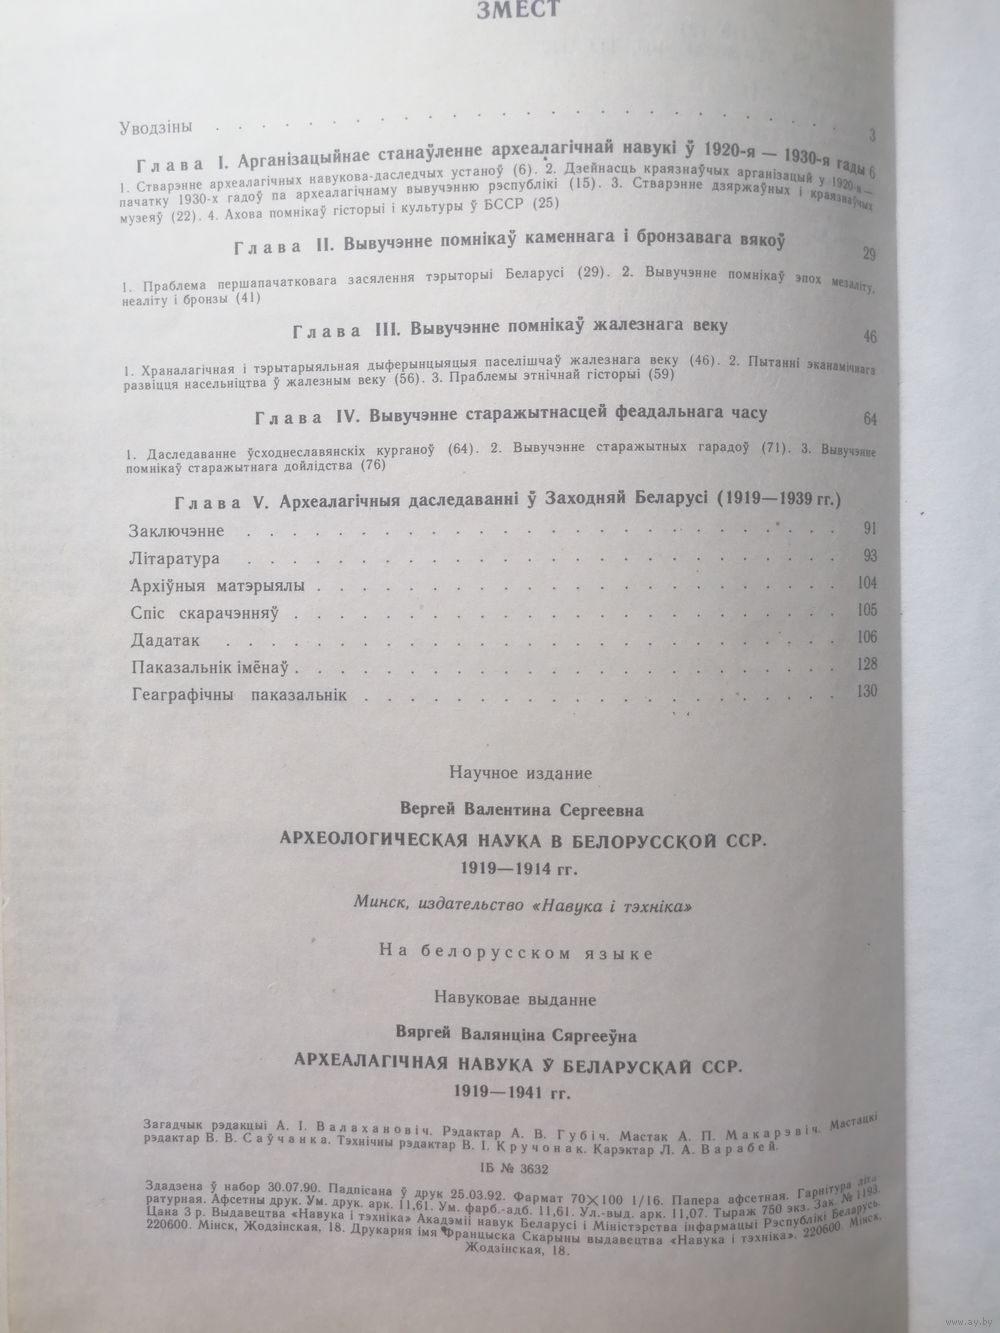 ЗМЕСТ
Уводзіны . . . . . . . . . . . . . . . . . . . . . . . . . . 3
Глава I. Арганізацыйнае станаўленне археалагічнай навукі ў 1920-я — 1930-я гады 6
1. Стварэнне археалагічных навукова-даследчых устаноў (6). 2. Дзейнасць краязнаўчых арганізацый у 1920-я —
пачатку 1930-х гадоў па археалагічнаму вывучэнню рэспублікі (15). 3. Стварэнне дзяржаўных і краязнаўчых
музеяў (22). 4. Ахова помнікаў гісторыі і культуры ў БССР (25)
Глава II. Вывучэнне помнікаў каменнага і бронзавага вякоў 29
1. Праблема першапачатковага засялення тэрыторыі Беларусі (29). 2. Вывучэнне помнікаў эпох мезаліту,
неаліту і бронзы (41)
Глава III. Вывучэнне помнікаў жалезнага веку 46
1. Храналагічная і тэрытарыяльная дыферынцыяцыя паселішчаў жалезнага веку (46). 2. Пытанні эканамічнага
развіцця насельніцтва ў жалезным веку (56). 3. Праблемы этнічнай гісторыі (59)
Глава IV. Вывучэнне старажытнасцей феадальнага часу 64
1. Даследаванне ўсходнеславянскіх курганоў (64). 2. Вывучэнне старажытных гарадоў (71). 3. Вывучэнне
помнікаў старажытнага дойлідства (76)
Глава V. Археалагічныя даследаванні ў Заходняй Беларусі (1919—1939 гг.)
Заключэнне . . . . . . . . . . . . . . . . . . . . . . . . . 91
Літаратура . . . . . . . . . . . . . . . . . . . . . . . . . 93
Архіўныя матэрыялы . . . . . . . . . . . . . . . . . . . . . . 104
Спіс скарачэнняў . . . . . . . . . . . . . . . . . . . . . . . 105
Дадатак . . . . . . . . . . . . . . . . . . . . . . . . . . 106
Паказальнік імёнаў . . . . . . . . . . . . . . . . . . . . . . . 128
Геаграфічны паказальнік . . . . . . . . . . . . . . . . . . . . 130
Научное издание
Вергей Валентина Сергеевна
АРХЕОЛОГИЧЕСКАЯ НАУКА В БЕЛОРУССКОЙ ССР.
1919—1914 гг.
Минск, издательство «Навука і тэхніка»
На белорусском языке
Навуковае выданне
Вяргей Валянціна Сяргееўна
АРХЕАЛАГІЧНАЯ НАВУКА Ў БЕЛАРУСКАЙ ССР.
1919—1941 гг.
Загадчык рэдакцыі А. І. Валахановіч. Рэдактар А. В. Губіч. Мастак А. П. Макарэвіч. Мастацкі
рэдактар В. В. Саўчанка. Тэхнічны рэдактар В. І. Кручонак. Карэктар Л. А. Варабей.
ІБ № 3632
Здадзена ў набор 30.07.90. Падпісана ў друк 25.03.92. Фармат 70×100 1/16. Папера афсетная. Гарнітура літа
ратурная. Афсетны друк. Ум. друк. арк. 11,61. Ум. фарб.-адб. 11,61. Ул.-выд. арк. 11,07. Тыраж 750 экз. Зак. № 1193.
Цана 3 р. Выдавецтва «Навука і тэхніка» Акадэміі навук Беларусі і Міністэрства інфармацыі Рэспублікі Беларусь.
220600. Мінск, Жодзінская, 18. Друкарня імя Францыска Скарыны выдавецтва «Навука і тэхніка». 220600. Мінск,
Жодзінская, 18.
www.ay.by